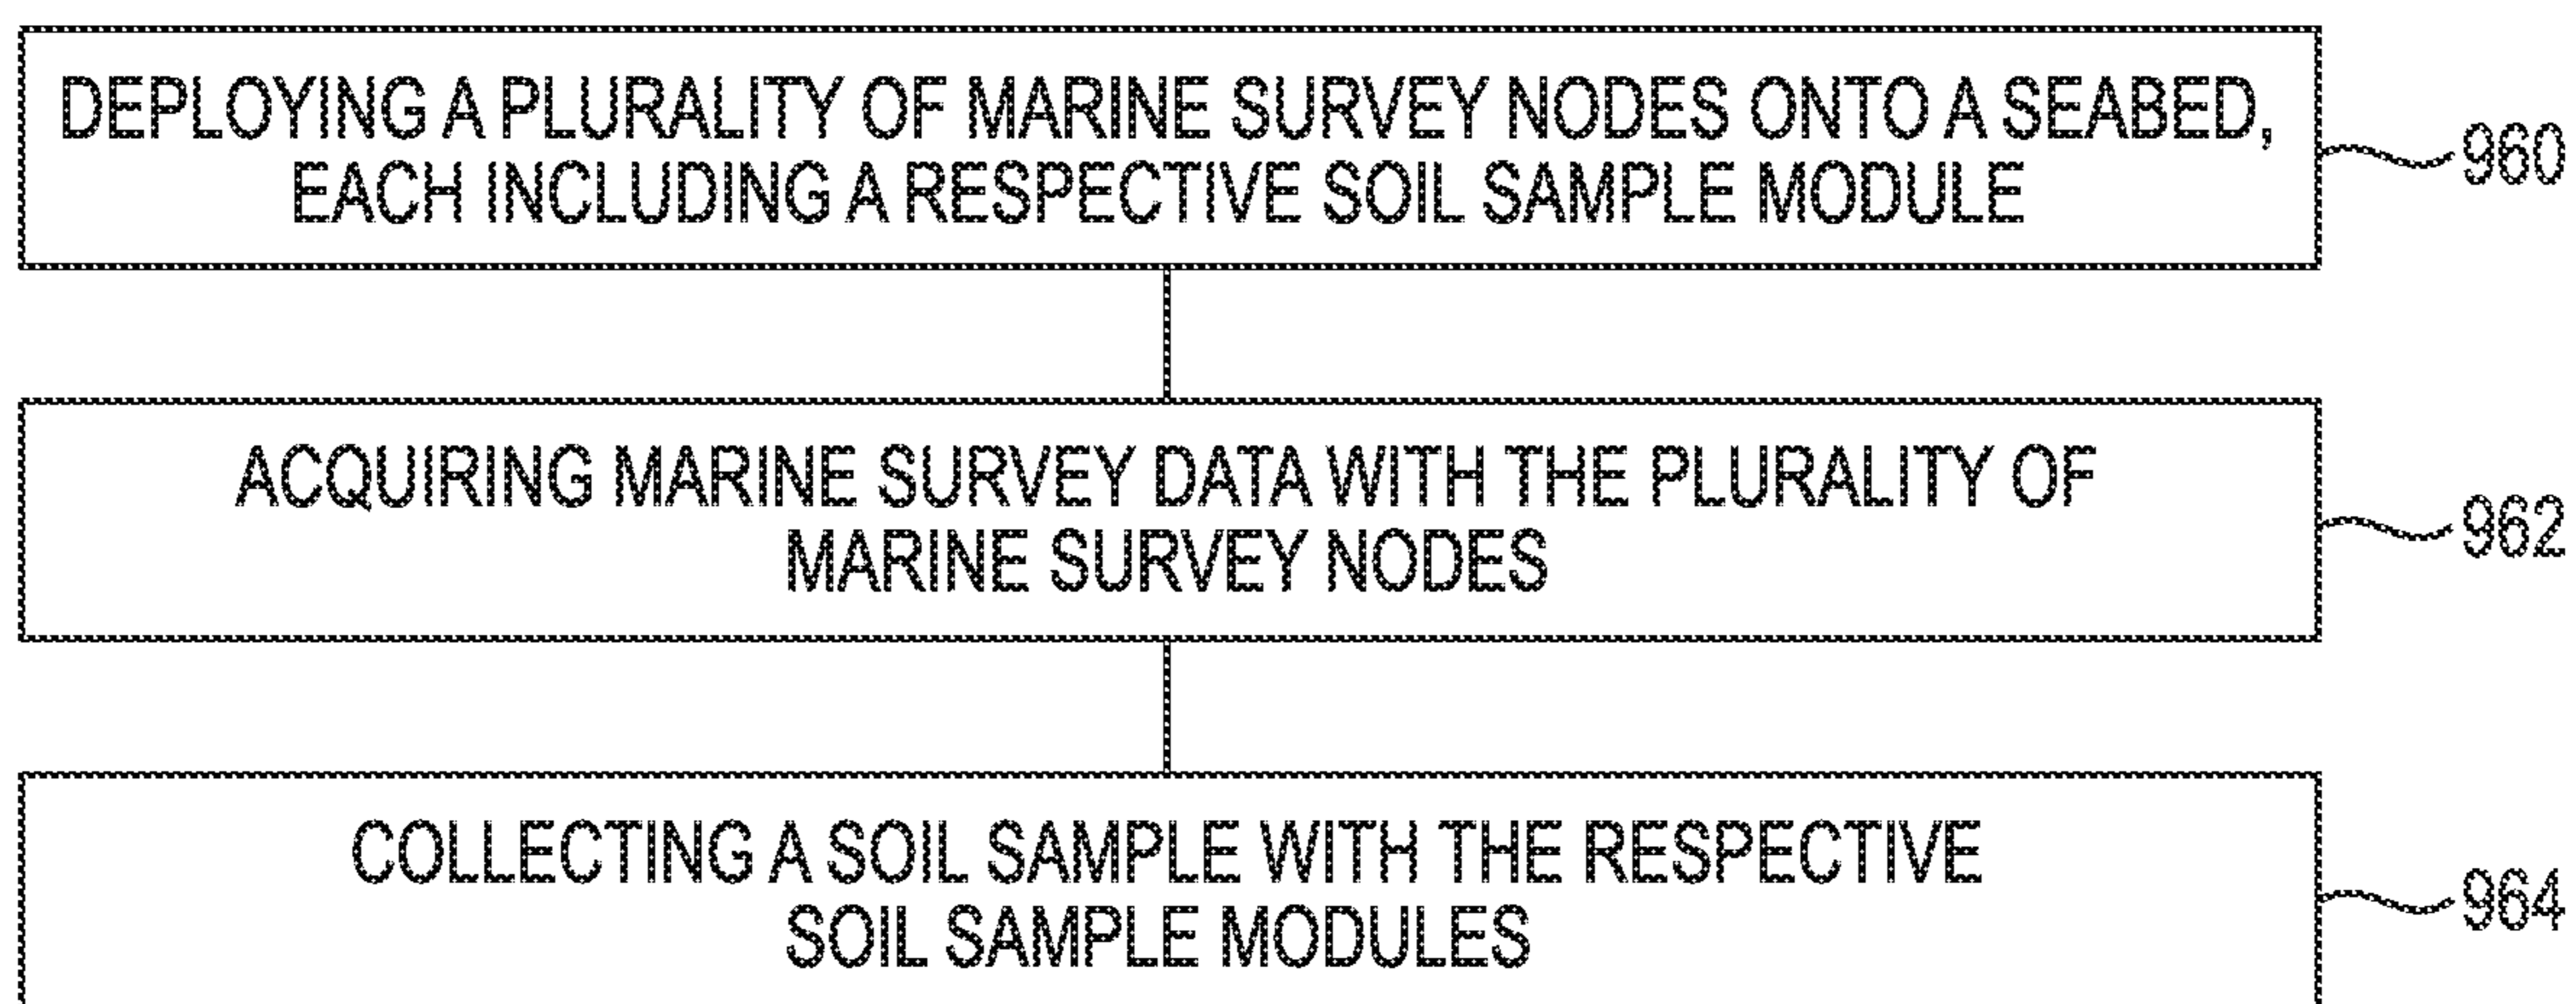 DEPLOYING A PLURALITY OF MARINE SURVEY NODES ONTO A SEABED,
EACH INCLUDING A RESPECTIVE SOIL SAMPLE MODULE
960
ACQUIRING MARINE SURVEY DATA WITH THE PLURALITY OF
MARINE SURVEY NODES
962
COLLECTING A SOIL SAMPLE WITH THE RESPECTIVE
SOIL SAMPLE MODULES
964